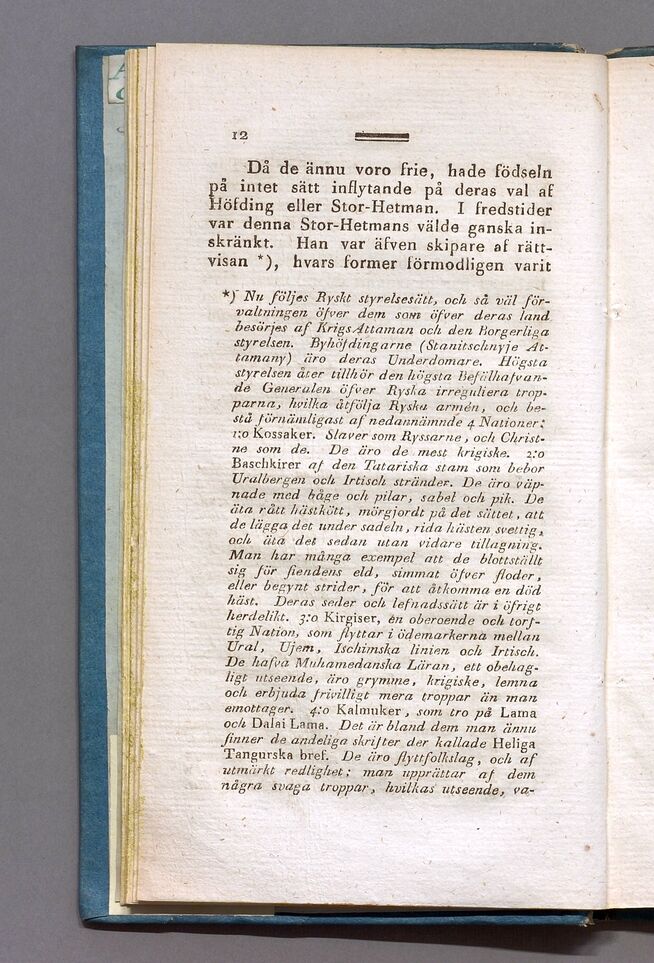 12
Då de ännu voro frie, hade födseln
på intet sätt inflytande på deras val af
Höfding eller Stor-Hetman. I fredstider
var denna Stor-Hetmans välde ganska in-
skränkt. Han var äfven skipare af rätt-
visan *), hvars former förmodligen varit
*) Nu följes Ryskt styrelsesätt, och så väl för-
valtningen öfver dem som öfver deras land
besörjes af KrigsAttaman och den Borgerliga
styrelsen. Byhöfdingarne (Stanitschnyje At-
tamany) äro deras Underdomare. Högsta
styrelsen åter tillhör den högsta Befälhafvan-
de Generalen öfver Ryska irreguliera trop-
parna, hvilka åtfölja Ryska armén, och be-
stå förnämligast af nedannämnde 4 Nationer:
1:o Kossaker. Slaver som Ryssarne, och Christ-
ne som de. De äro de mest krigiske. 2:o
Baschkirer af den Tatariska stam som bebor
Uralbergen och Irtisch stränder. De äro väp-
nade med båge och pilar, sabel och pik. De
äta rått hästkött, mörgjordt på det sättet, att
de lägga det under sadeln, rida hästen svettig,
och äta det sedan utan vidare tillagning.
Man har många exempel att de blottställt
sig för fiendens eld, simmat öfver floder,
eller begynt strider, för att åtkomma en död
häst. Deras seder och lefnadssätt är i öfrigt
herdelikt. 3:o Kirgiser, en oberoende och torf-
tig Nation, som flyttar i ödemarkerna mellan
Ural, Ujem, Ischimska linien och Irtisch.
De hafva Muhamedanska Läran, ett obehag-
ligt utseende, äro grymme, krigiske, lemna
och erbjuda frivilligt mera troppar än man
emottager. 4:o Kalmuker, som tro på Lama
och Dalai Lama. Det är bland dem man ännu
finner de andeliga skrifter der kallade Heliga
Tangurska bref. De äro flyttfolkslag, och af
utmärkt redlighet; man upprättar af dem
några svaga troppar, hvilkas utseende, va-